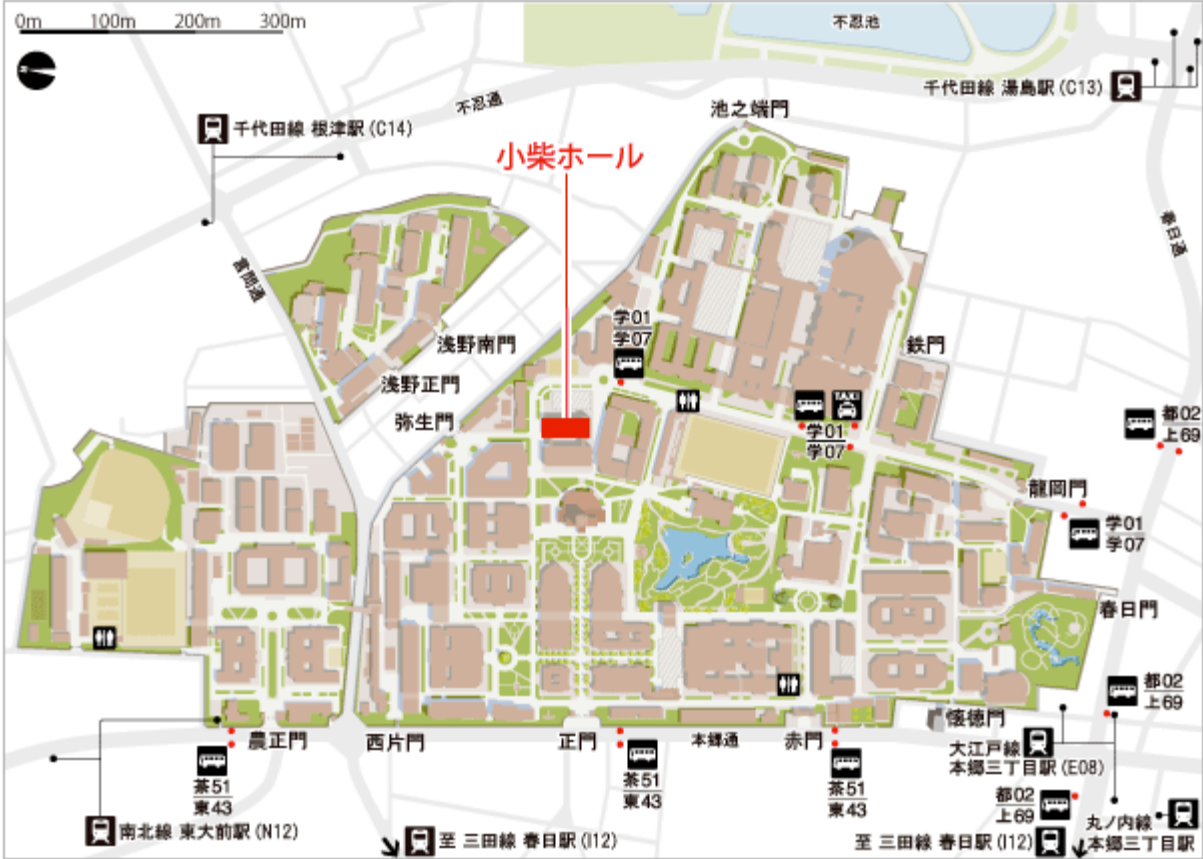 0m 100m 200m 300m
不忍池
千代田線 湯島駅(C13)
不忍通
池之端門
千代田線 根津駅(C14)
小柴ホール
春日通
言問通
学01
学07
浅野南門
鉄門
浅野正門
TAXI
弥生門
学01
学07
都02
上69
龍岡門
学01
学07
春日門
都02
上69
懐徳門
農正門
西片門
正門
本郷通
赤門
大江戸線
本郷三丁目駅(E08)
茶51
東43
茶51
東43
茶51
東43
都02
上69
丸ノ内線
本郷三丁目駅
南北線 東大前駅(N12)
至 三田線 春日駅(I12)
至 三田線 春日駅(I12)